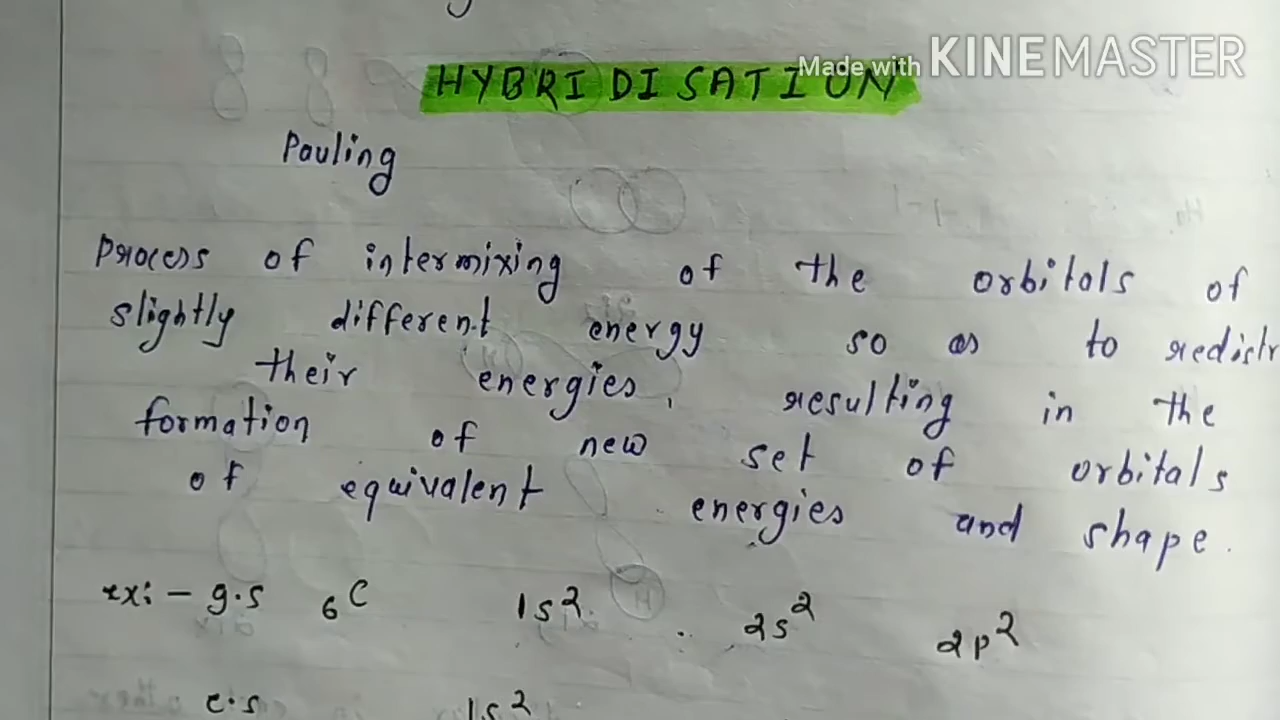 Made with KINEMASTER
HYBRIDISATION
Pauling
Process of intermixing of the orbitals of
slightly different energy so as to redistr
their energies, resulting in the
formation of new set of orbitals
of equivalent energies and shape.
ex:- g.s 6C 1s2 2s2 2p2
e.s 1s2